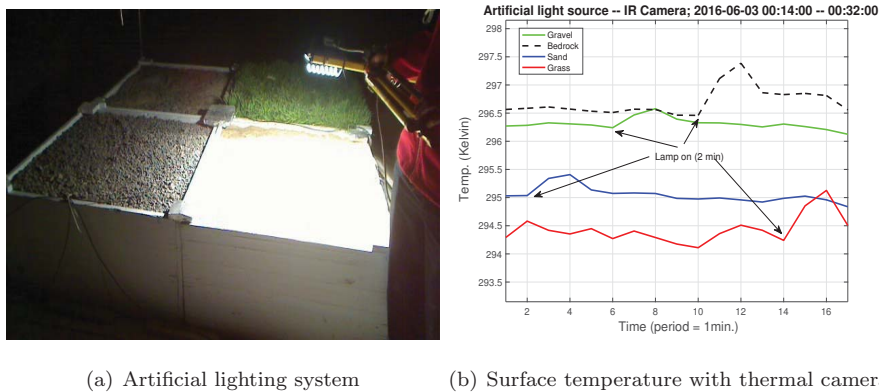 Artificial light source -- IR Camera; 2016-06-03 00:14:00 -- 00:32:00
298
297.5
297
296.5
296
295.5
295
294.5
294
293.5
Temp. (Kelvin)
Gravel
Bedrock
Sand
Grass
Lamp on (2 min)
2
4
6
8
10
12
14
16
Time (period = 1min.)
(a) Artificial lighting system
(b) Surface temperature with thermal camer